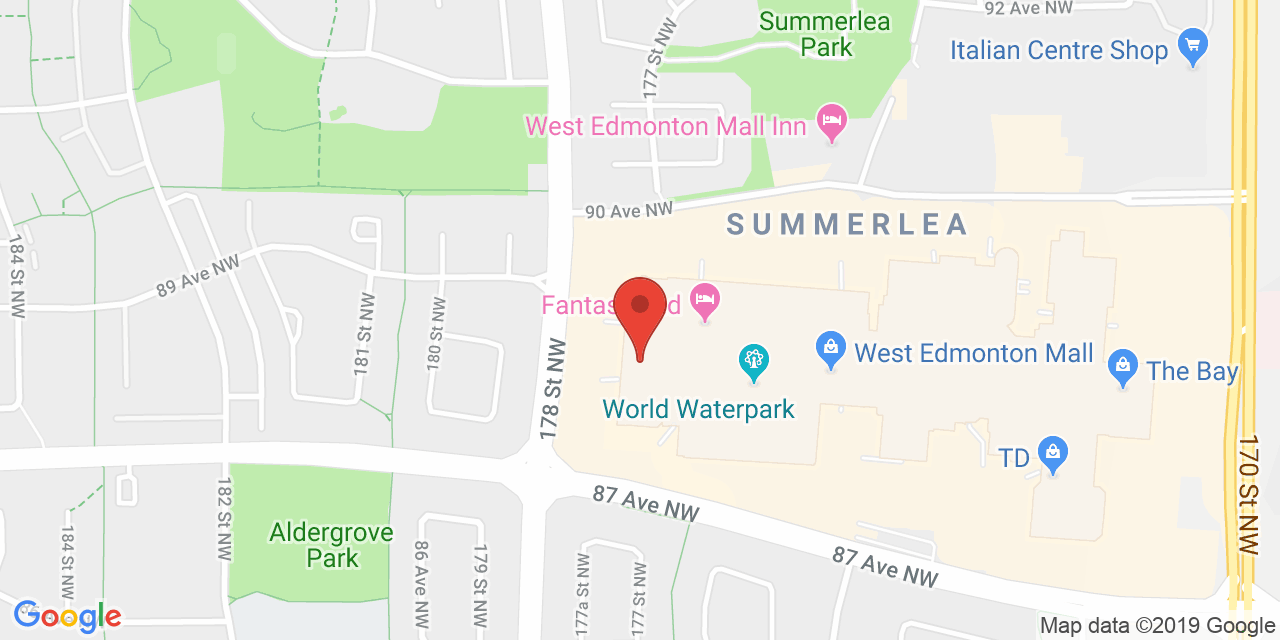 92 Ave NW
Summerlea
Park
177 St NW
Italian Centre Shop
West Edmonton Mall Inn
90 Ave NW
SUMMERLEA
184 St NW
89 Ave NW
181 St NW
180 St NW
178 St NW
West Edmonton Mall
The Bay
World Waterpark
TD
170 St NW
87 Ave NW
182 St NW
Aldergrove
Park
184 St NW
86 Ave NW
179 St NW
177a St NW
177 St NW
87 Ave NW
Google
Map data ©2019 Google